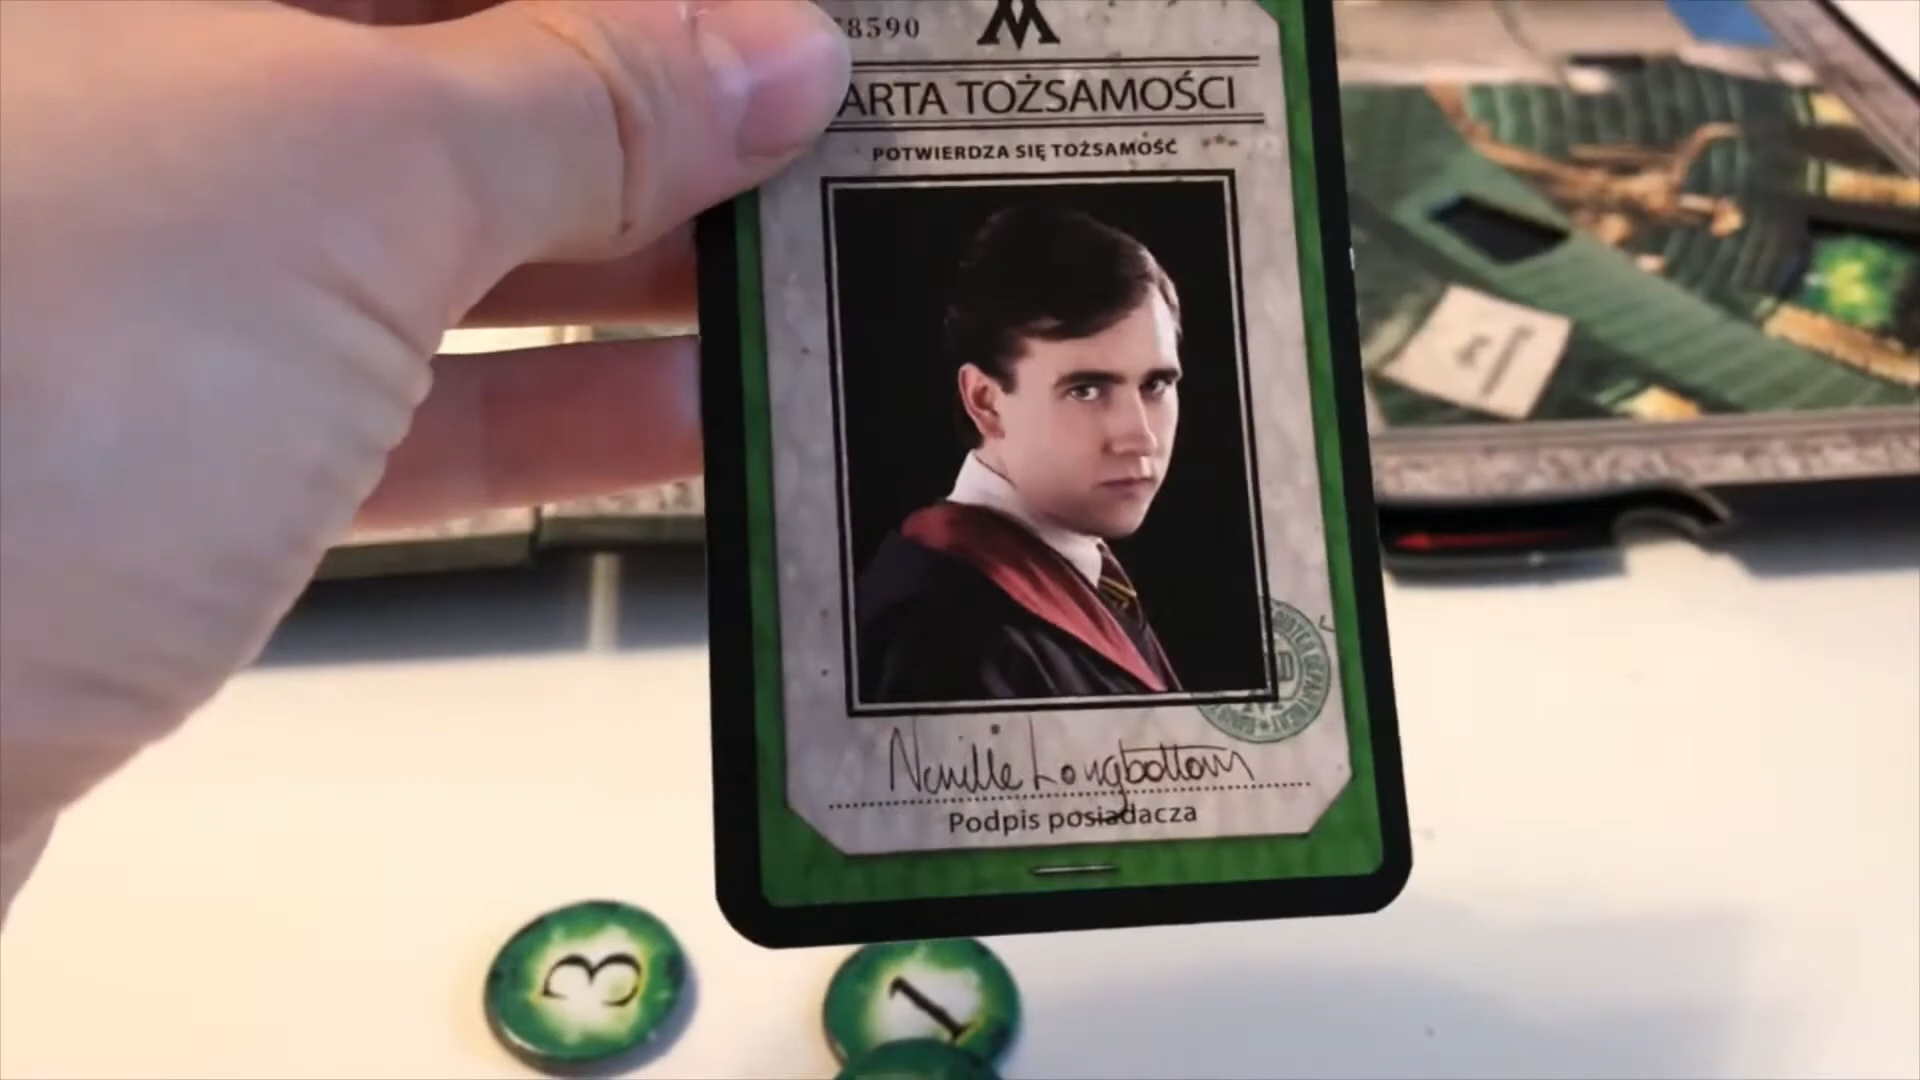 8590
M
ARTA TOŻSAMOŚCI
POTWIERDZA SIĘ TOŻSAMOŚĆ
Neville Longbottom
Podpis posiadacza
3
1